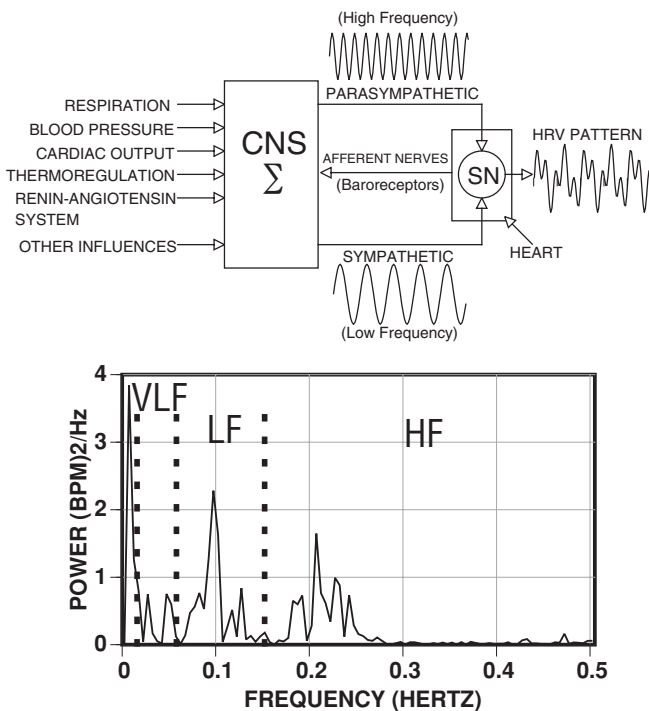 (High Frequency)
PARASYMPATHETIC
RESPIRATION
BLOOD PRESSURE
CARDIAC OUTPUT
THERMOREGULATION
RENIN-ANGIOTENSIN
SYSTEM
OTHER INFLUENCES
CNS
Σ
AFFERENT NERVES
(Baroreceptors)
SN
HRV PATTERN
HEART
SYMPATHETIC
(Low Frequency)
POWER (BPM)2/Hz
4
3
2
1
0
VLF
LF
HF
0 0.1 0.2 0.3 0.4 0.5
FREQUENCY (HERTZ)